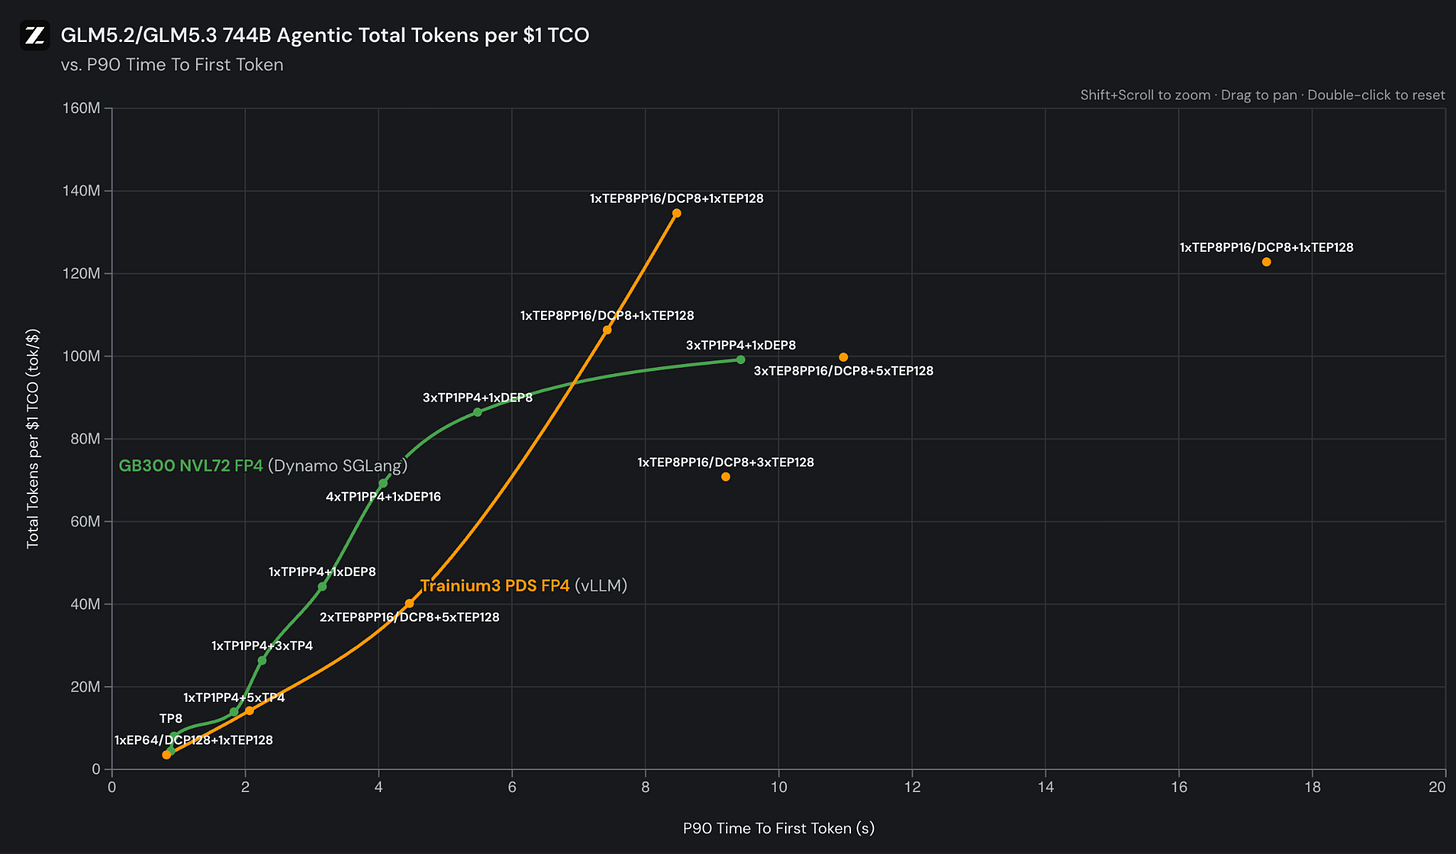 GLM5.2/GLM5.3 744B Agentic Total Tokens per $1 TCO
vs. P90 Time To First Token
Shift+Scroll to zoom · Drag to pan · Double-click to reset
160M
140M
120M
100M
80M
60M
40M
20M
0
Total Tokens per $1 TCO (tok/$)
1xTEP8PP16/DCP8+1xTEP128
1xTEP8PP16/DCP8+1xTEP128
1xTEP8PP16/DCP8+1xTEP128
3xTP1PP4+1xDEP8
3xTEP8PP16/DCP8+5xTEP128
3xTP1PP4+1xDEP8
GB300 NVL72 FP4 (Dynamo SGLang)
1xTEP8PP16/DCP8+3xTEP128
4xTP1PP4+1xDEP16
1xTP1PP4+1xDEP8
Trainium3 PDS FP4 (vLLM)
2xTEP8PP16/DCP8+5xTEP128
1xTP1PP4+3xTP4
1xTP1PP4+5xTP4
TP8
1xEP64/DCP128+1xTEP128
0 2 4 6 8 10 12 14 16 18 20
P90 Time To First Token (s)